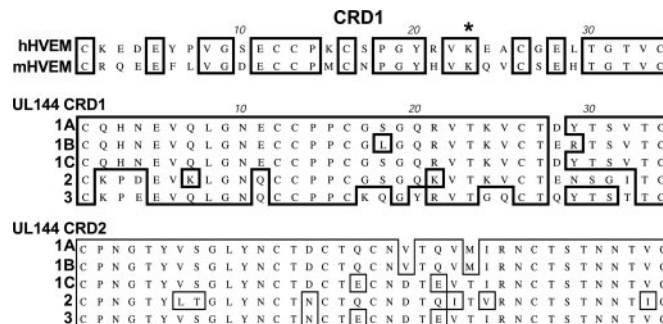 CRD1
10 20 * 30
hHVEM C K E D E Y P V G S E C C P K C S P G Y R V K E A C G E L T G T V C
mHVEM C R Q E E F L V G D E C C P M C N P G Y H V K Q V C S E H T G T V C
UL144 CRD1
10 20 30
1A C Q H N E V Q L G N E C C P P C G S G Q R V T K V C T D Y T S V T C
1B C Q H N E V Q L G N E C C P P C G L G Q R V T K V C T E R T S V T C
1C C Q H N E V Q L G N E C C P P C G S G Q R V T K V C T D Y T S V T C
2 C K P D E V K L G N Q C C P P C G S G Q K V T K V C T E N S G I T C
3 C K P E E V Q L G N Q C C P P C K Q G Y R V T G Q C T Q Y T S T T C
UL144 CRD2
1A C P N G T Y V S G L Y N C T D C T Q C N V T Q V M I R N C T S T N N T V C
1B C P N G T Y V S G L Y N C T D C T Q C N V T Q V M I R N C T S T N N T V C
1C C P N G T Y V S G L Y N C T D C T E C N D T E V T I R N C T S T N N T V C
2 C P N G T Y L T G L Y N C T N C T Q C N D T Q I T V R N C T S T N N T I C
3 C P N G T Y V S G L Y N C T N C T E C N D T E V T I R N C T S T N N T V C